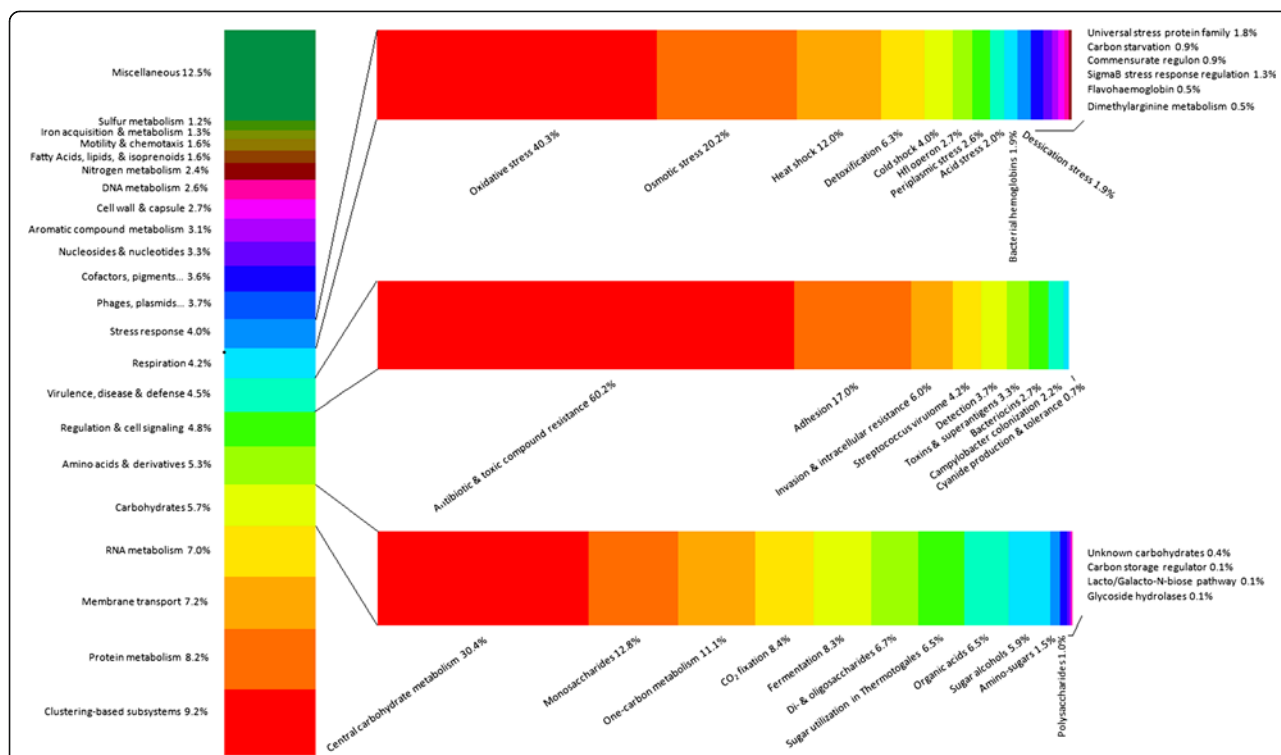 Miscellaneous 12.5%
Sulfur metabolism 1.2%
Iron acquisition & metabolism 1.3%
Motility & chemotaxis 1.6%
Fatty Acids, lipids, & isoprenoids 1.6%
Nitrogen metabolism 2.4%
DNA metabolism 2.6%
Cell wall & capsule 2.7%
Aromatic compound metabolism 3.1%
Nucleosides & nucleotides 3.3%
Cofactors, pigments... 3.6%
Phages, plasmids... 3.7%
Stress response 4.0%
Respiration 4.2%
Virulence, disease & defense 4.5%
Regulation & cell signaling 4.8%
Amino acids & derivatives 5.3%
Carbohydrates 5.7%
RNA metabolism 7.0%
Membrane transport 7.2%
Protein metabolism 8.2%
Clustering-based subsystems 9.2%
Oxidative stress 40.3%
Osmotic stress 20.2%
Heat shock 12.0%
Detoxification 6.3%
Cold shock 4.0%
Hfl operon 2.7%
Periplasmic stress 2.6%
Acid stress 2.0%
Bacterial hemoglobins 1.9%
Dessication stress 1.9%
Universal stress protein family 1.8%
Carbon starvation 0.9%
Commensurate regulon 0.9%
SigmaB stress response regulation 1.3%
Flavohaemoglobin 0.5%
Dimethylarginine metabolism 0.5%
Antibiotic & toxic compound resistance 60.2%
Adhesion 17.0%
Invasion & intracellular resistance 6.0%
Streptococcus viruiome 4.2%
Detection 3.7%
Toxins & superantigens 3.3%
Bacteriocins 2.7%
Campylobacter colonization 2.2%
Cyanide production & tolerance 0.7%
Central carbohydrate metabolism 30.4%
Monosaccharides 12.8%
One-carbon metabolism 11.1%
CO₂ fixation 8.4%
Fermentation 8.3%
Di- & oligosaccharides 6.7%
Sugar utilization in Thermotogales 6.5%
Organic acids 6.5%
Sugar alcohols 5.9%
Amino-sugars 1.5%
Polysaccharides 1.0%
Unknown carbohydrates 0.4%
Carbon storage regulator 0.1%
Lacto/Galacto-N-biose pathway 0.1%
Glycoside hydrolases 0.1%